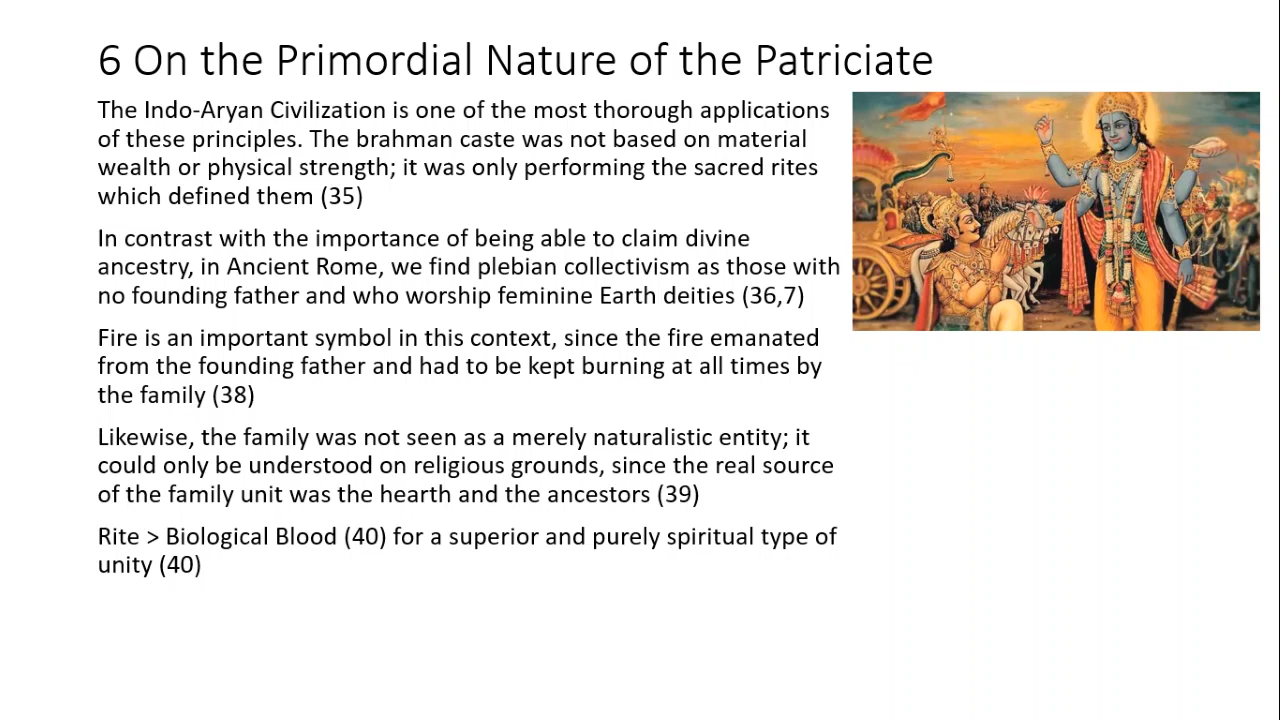 6 On the Primordial Nature of the Patriciate
The Indo-Aryan Civilization is one of the most thorough applications
of these principles. The brahman caste was not based on material
wealth or physical strength; it was only performing the sacred rites
which defined them (35)
In contrast with the importance of being able to claim divine
ancestry, in Ancient Rome, we find plebian collectivism as those with
no founding father and who worship feminine Earth deities (36,7)
Fire is an important symbol in this context, since the fire emanated
from the founding father and had to be kept burning at all times by
the family (38)
Likewise, the family was not seen as a merely naturalistic entity; it
could only be understood on religious grounds, since the real source
of the family unit was the hearth and the ancestors (39)
Rite > Biological Blood (40) for a superior and purely spiritual type of
unity (40)